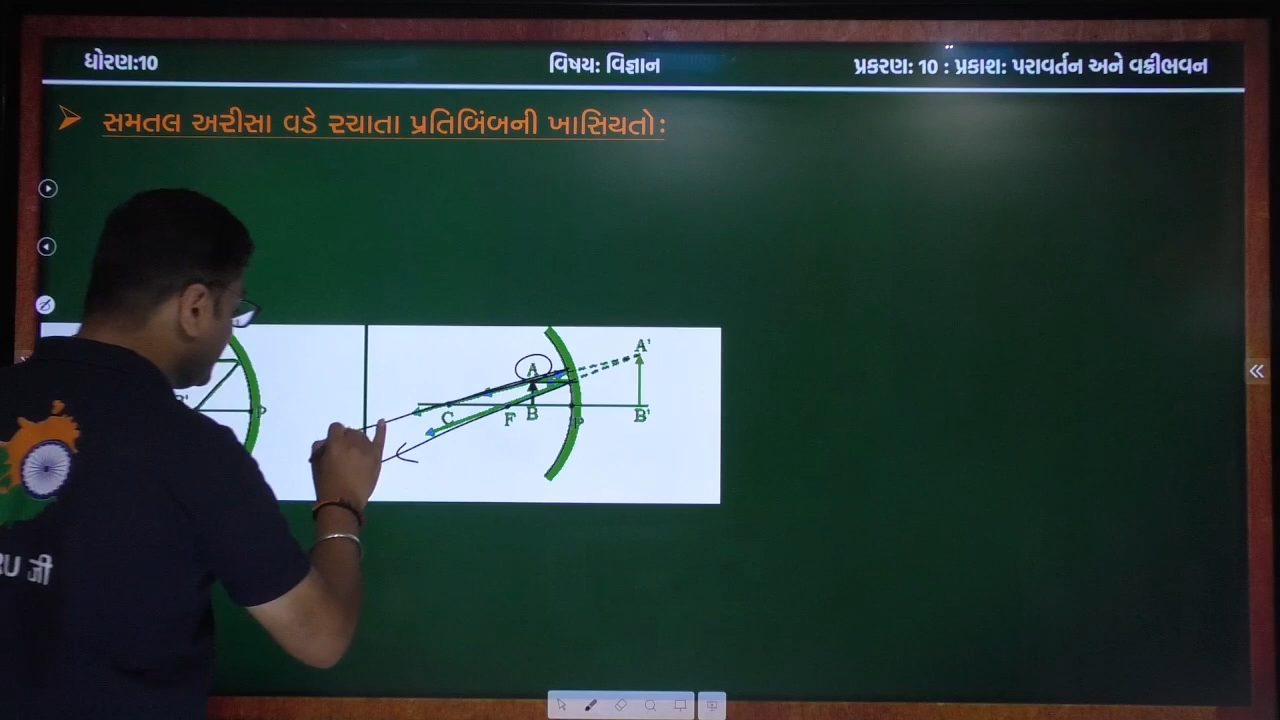 ધોરણ:10
વિષય: વિજ્ઞાન
પ્રકરણ: 10 : પ્રકાશ: પરાવર્તન અને વક્રીભવન
સમતલ અરીસા વડે રચાતા પ્રતિબિંબની ખાસિયતો:
A A'
C F B P B'
P
જી